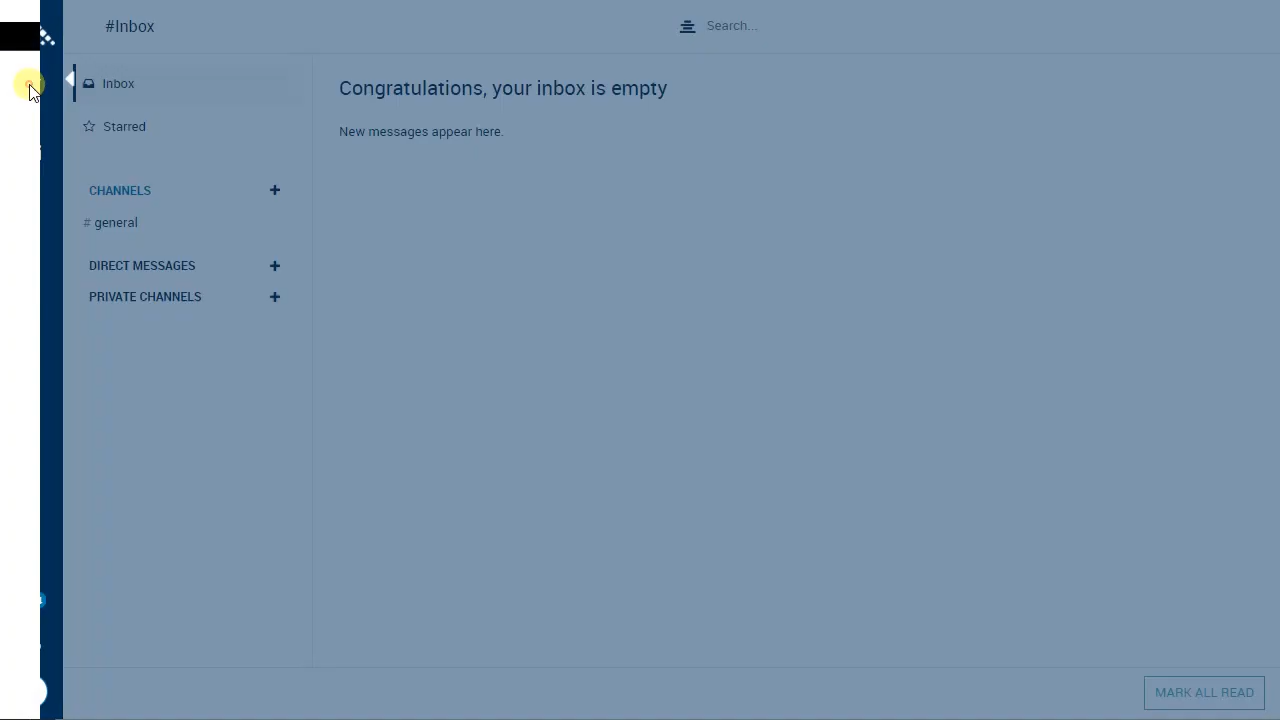 #Inbox
Search...
Inbox
Starred
CHANNELS +
# general
DIRECT MESSAGES +
PRIVATE CHANNELS +
Congratulations, your inbox is empty
New messages appear here.
MARK ALL READ